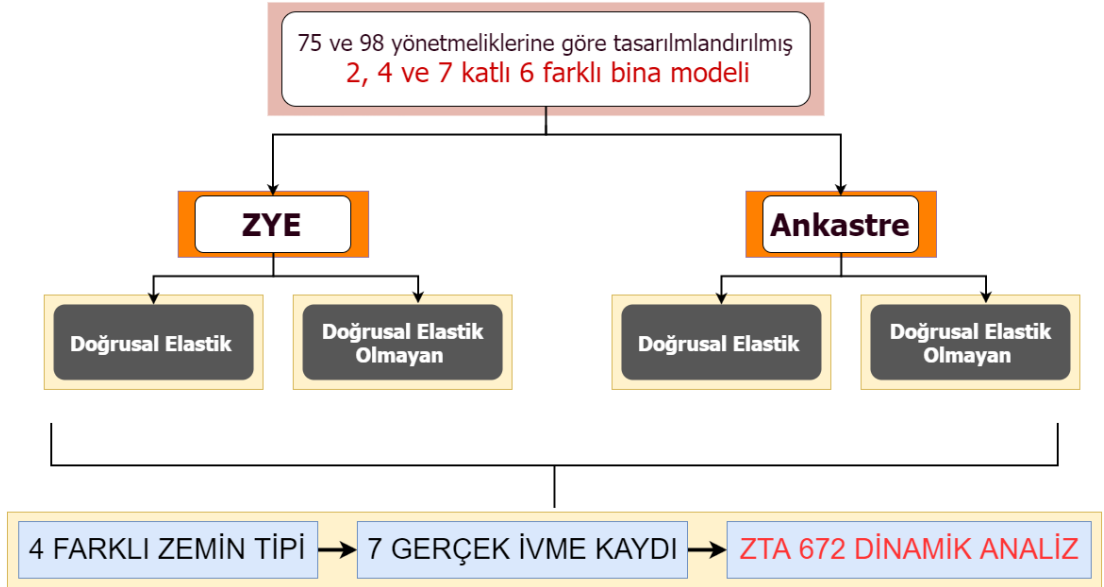 75 ve 98 yönetmeliklerine göre tasarılmlandırılmış
2, 4 ve 7 katlı 6 farklı bina modeli
ZYE
Ankastre
Doğrusal Elastik
Doğrusal Elastik
Olmayan
Doğrusal Elastik
Doğrusal Elastik
Olmayan
4 FARKLI ZEMİN TİPİ
7 GERÇEK İVME KAYDI
ZTA 672 DİNAMİK ANALİZ